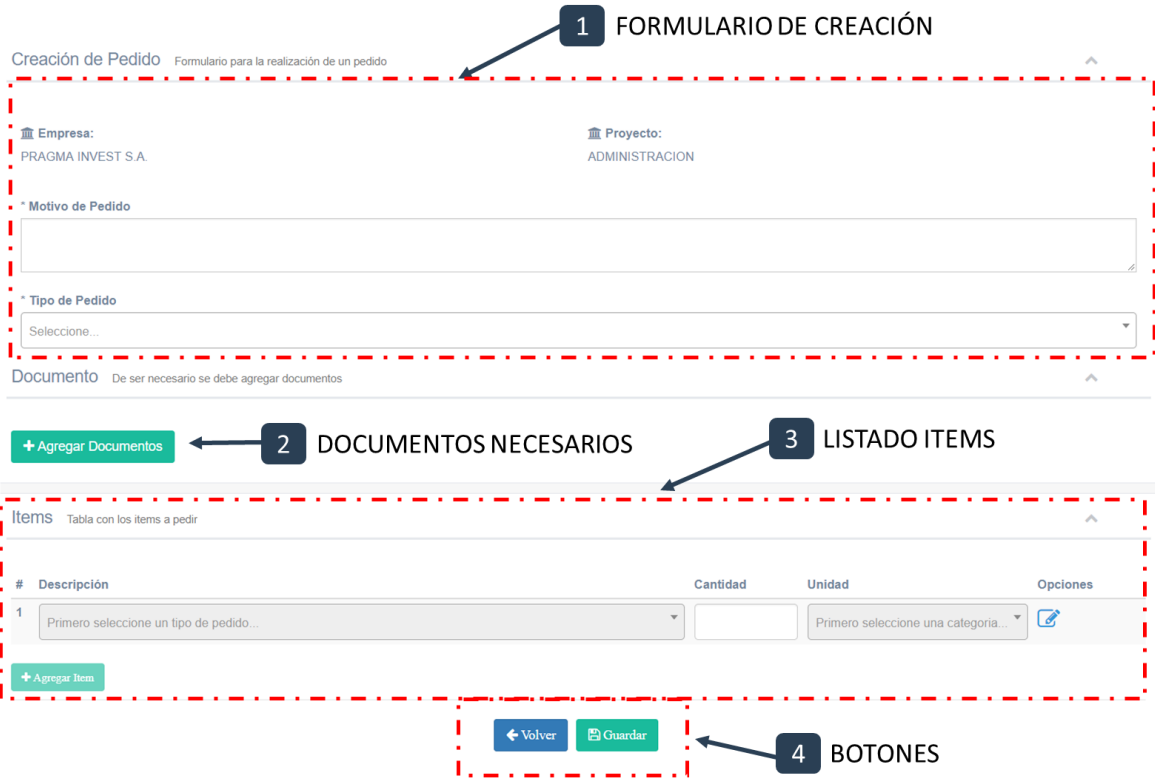 1 FORMULARIO DE CREACIÓN
Creación de Pedido Formulario para la realización de un pedido
Empresa: Proyecto:
PRAGMA INVEST S.A. ADMINISTRACION
* Motivo de Pedido
* Tipo de Pedido
Seleccione...
Documento De ser necesario se debe agregar documentos
+ Agregar Documentos 2 DOCUMENTOS NECESARIOS 3 LISTADO ITEMS
Items Tabla con los items a pedir
# Descripción Cantidad Unidad Opciones
1 Primero seleccione un tipo de pedido... Primero seleccione una categoria...
+ Agregar Item
Volver Guardar
4 BOTONES